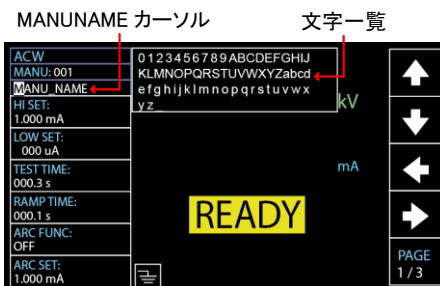 MANUNAME カーソル
文字一覧
ACW
MANU: 001
MANU_NAME
HI SET:
1.000 mA
LOW SET:
000 uA
TEST TIME:
000.3 s
RAMP TIME:
000.1 s
ARC FUNC:
OFF
ARC SET:
1.000 mA
0123456789ABCDEFGHIJ
KLMNOPQRSTUVWXYZabcd
efghijklmnopqrstuvwx
yz_
kV
mA
READY
PAGE
1 / 3